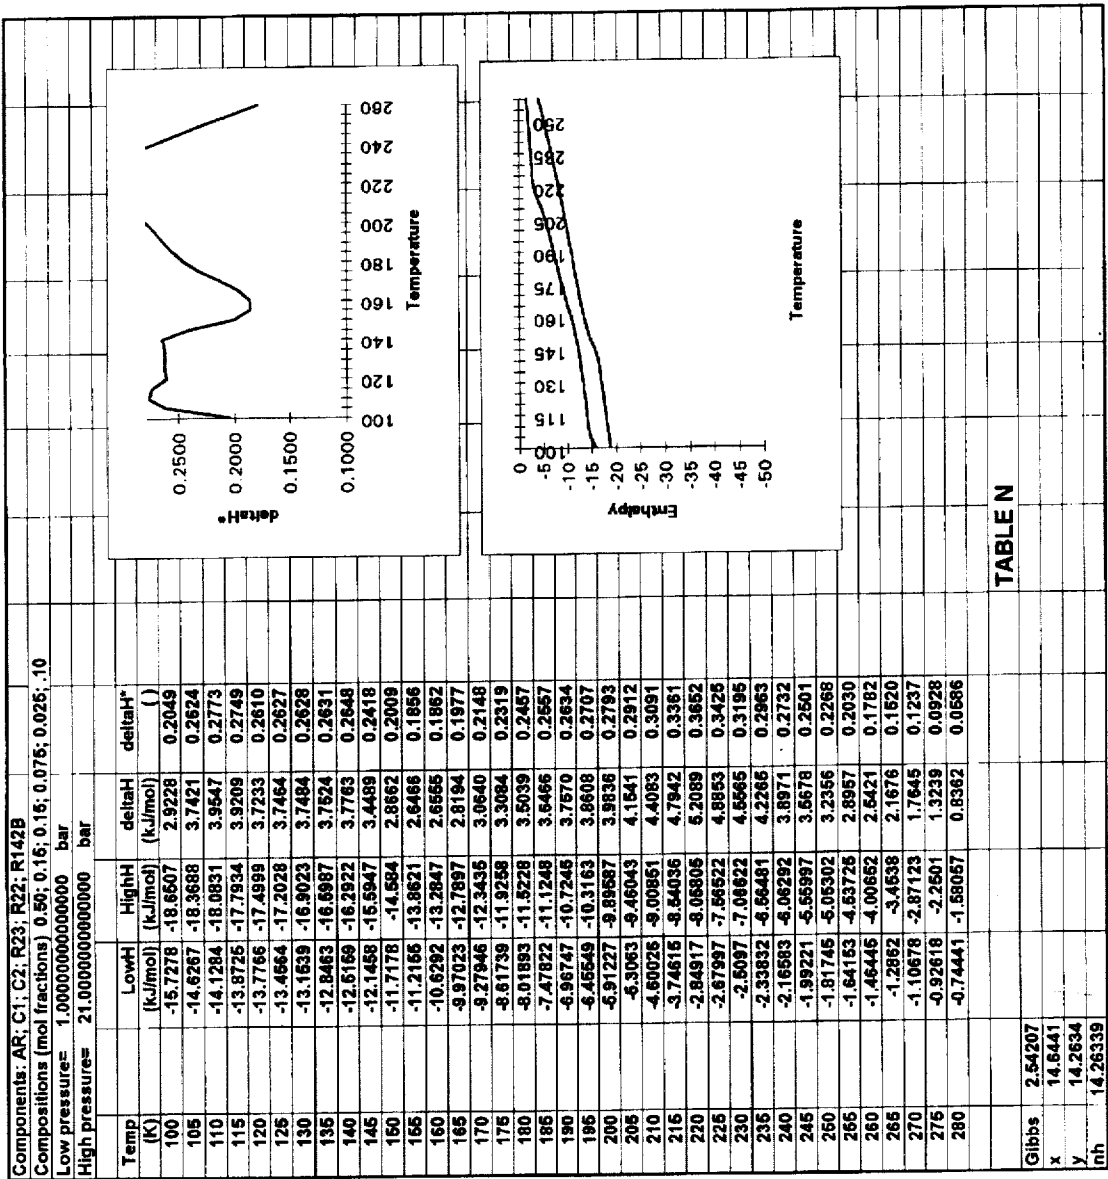 Components: AR; C1; C2; R23; R22; R142B
Compositions (mol fractions) 0.50; 0.15; 0.15; 0.075; 0.025; .10
Low pressure= 1.00000000000000 bar
High pressure= 21.00000000000000 bar
Temp LowH HighH deltaH deltaH*
(K) (kJ/mol) (kJ/mol) (kJ/mol) ( )
100 -15.7278 -18.6507 2.9228 0.2049
105 -14.6267 -18.3688 3.7421 0.2624
110 -14.1284 -18.0831 3.9547 0.2773
115 -13.8725 -17.7934 3.9209 0.2749
120 -13.7766 -17.4999 3.7233 0.2610
125 -13.4564 -17.2028 3.7464 0.2627
130 -13.1539 -16.9023 3.7484 0.2628
135 -12.8463 -16.5987 3.7524 0.2631
140 -12.5159 -16.2922 3.7763 0.2648
145 -12.1458 -15.5947 3.4489 0.2418
150 -11.7178 -14.584 2.8662 0.2009
155 -11.2155 -13.8621 2.6466 0.1856
160 -10.6292 -13.2847 2.6555 0.1862
165 -9.97023 -12.7897 2.8194 0.1977
170 -9.27946 -12.3435 3.0640 0.2148
175 -8.61739 -11.9258 3.3084 0.2319
180 -8.01893 -11.5228 3.5039 0.2457
185 -7.47822 -11.1248 3.6466 0.2557
190 -6.96747 -10.7245 3.7570 0.2634
195 -6.45549 -10.3163 3.8608 0.2707
200 -5.91227 -9.89587 3.9836 0.2793
205 -5.3063 -9.46043 4.1541 0.2912
210 -4.60025 -9.00851 4.4083 0.3091
215 -3.74615 -8.54036 4.7942 0.3361
220 -2.84917 -8.05805 5.2089 0.3652
225 -2.67997 -7.56522 4.8853 0.3425
230 -2.5097 -7.06622 4.5565 0.3195
235 -2.33832 -6.56481 4.2265 0.2963
240 -2.16583 -6.06292 3.8971 0.2732
245 -1.99221 -5.55997 3.5678 0.2501
250 -1.81745 -5.05302 3.2356 0.2268
255 -1.64153 -4.53725 2.8957 0.2030
260 -1.46445 -4.00652 2.5421 0.1782
265 -1.2862 -3.4538 2.1676 0.1520
270 -1.10678 -2.87123 1.7645 0.1237
275 -0.92618 -2.2501 1.3239 0.0928
280 -0.74441 -1.58057 0.8362 0.0586
Gibbs 2.54207
x 14.6441
y 14.2634
nh 14.26339
deltaH*
0.2500
0.2000
0.1500
0.1000
100 120 140 160 180 200 220 240 260
Temperature
Enthalpy
0
-5
-10
-15
-20
-25
-30
-35
-40
-45
-50
100 115 130 145 160 175 190 205 220 235 250
Temperature
TABLE N